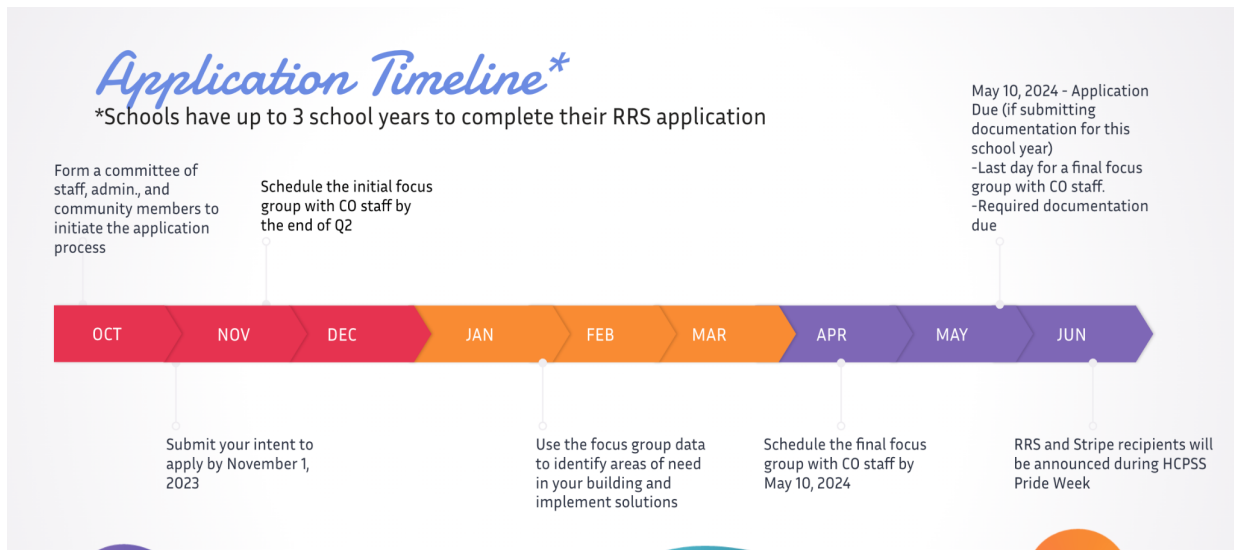 Application Timeline*
*Schools have up to 3 school years to complete their RRS application
Form a committee of
staff, admin., and
community members to
initiate the application
process
Schedule the initial focus
group with CO staff by
the end of Q2
May 10, 2024 - Application
Due (if submitting
documentation for this
school year)
-Last day for a final focus
group with CO staff.
-Required documentation
due
OCT NOV DEC JAN FEB MAR APR MAY JUN
Submit your intent to
apply by November 1,
2023
Use the focus group data
to identify areas of need
in your building and
implement solutions
Schedule the final focus
group with CO staff by
May 10, 2024
RRS and Stripe recipients will
be announced during HCPSS
Pride Week